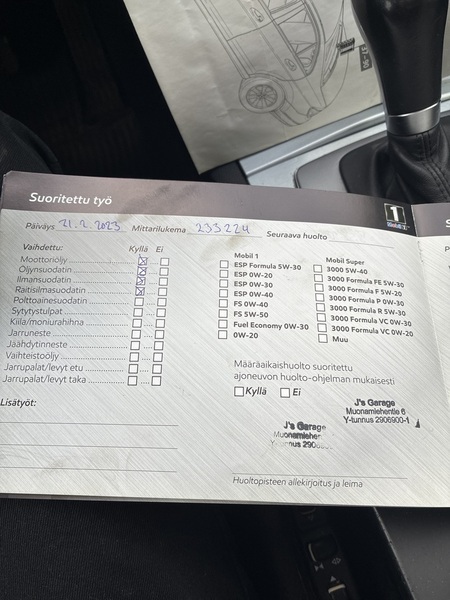 Suoritettu työ
1
Päiväys 21.2.2023 Mittarilukema 233224 Seuraava huolto
Vaihdettu: Kyllä Ei
Moottoriöljy
Öljynsuodatin
Ilmansuodatin
Raitisilmasuodatin
Polttoainesuodatin
Sytytystulpat
Kiila/moniurahihna
Jarruneste
Jäähdytinneste
Vaihteistoöljy
Jarrupalat/levyt etu
Jarrupalat/levyt taka
Lisätyöt:
Mobil 1
ESP Formula 5W-30
ESP 0W-20
ESP 0W-30
ESP 0W-40
FS 0W-40
FS 5W-50
Fuel Economy 0W-30
0W-20
Mobil Super
3000 5W-40
3000 Formula FE 5W-30
3000 Formula F 5W-20
3000 Formula P 0W-30
3000 Formula R 5W-30
3000 Formula VC 0W-30
3000 Formula VC 0W-20
Muu
Määräaikaishuolto suoritettu
ajoneuvon huolto-ohjelman mukaisesti
Kyllä Ei
J's Garage
Muonamiehentie 6
Y-tunnus 2906900-1
J's Garage
Huoltopisteen allekirjoitus ja leima